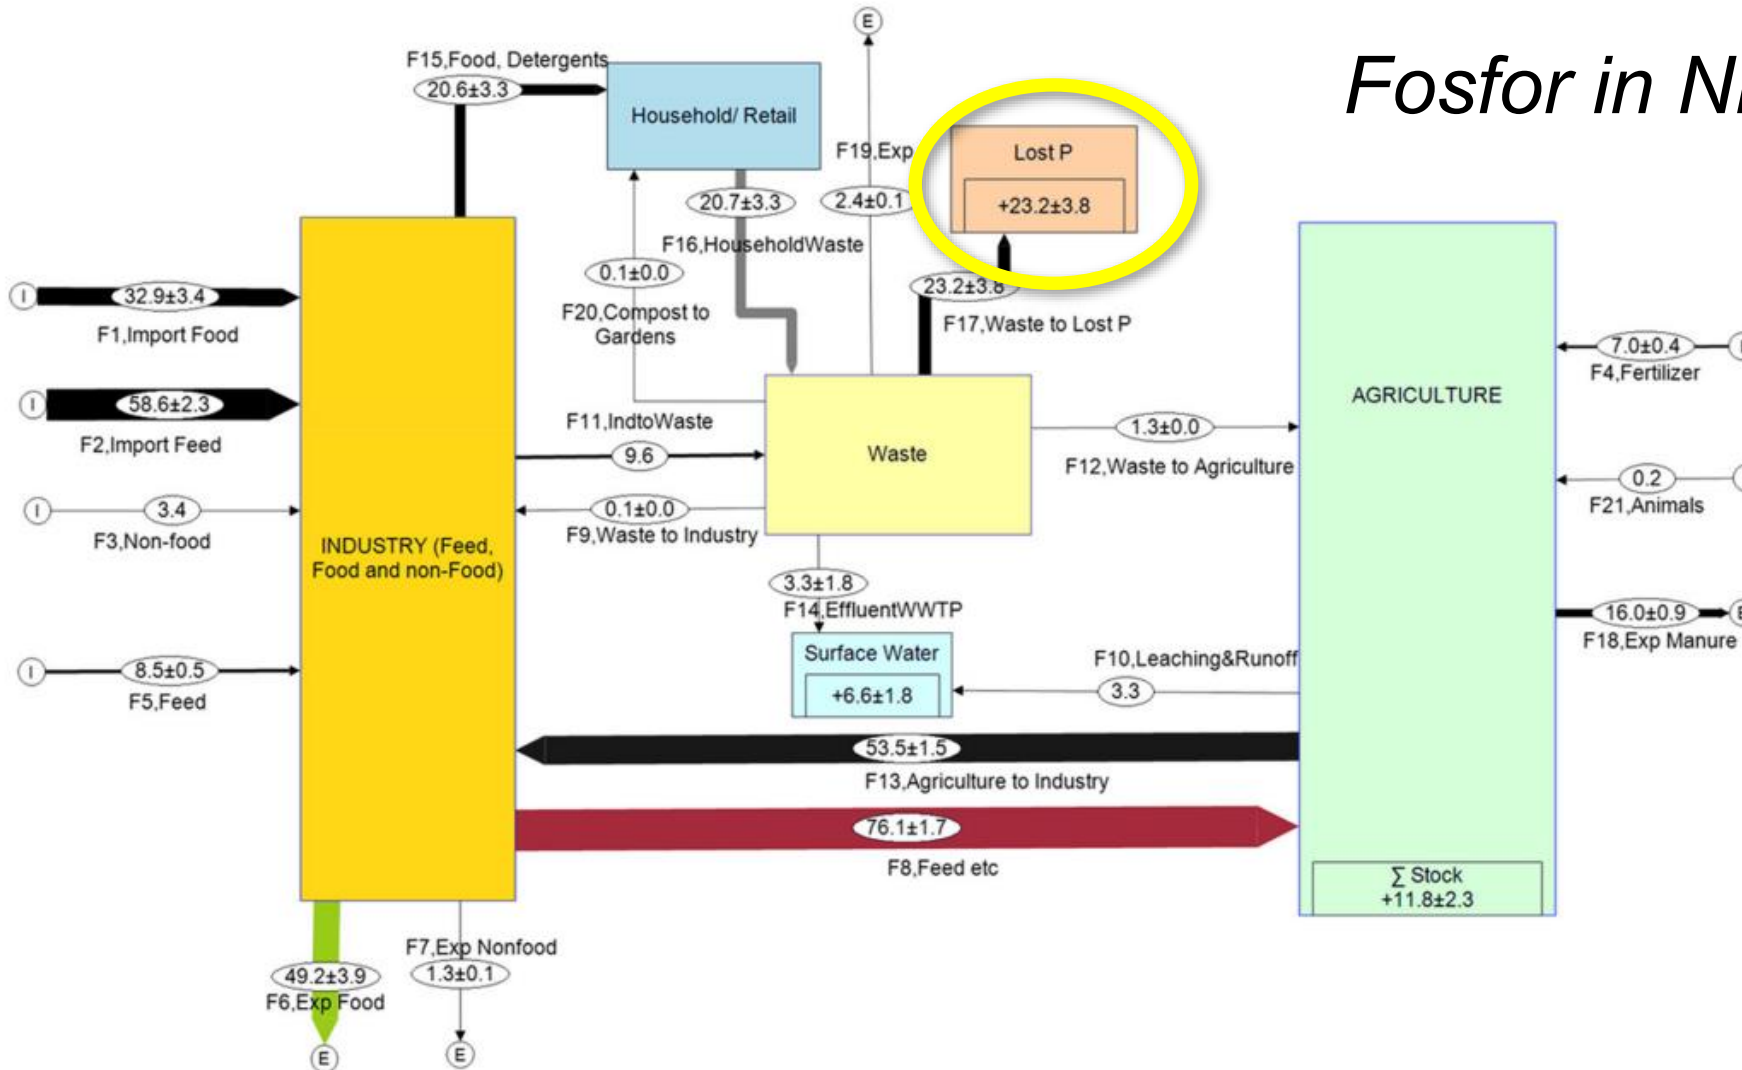 Fosfor in
E
F15,Food, Detergents
20.6±3.3
Household/ Retail
F19,Exp
2.4±0.1
Lost P
+23.2±3.8
20.7±3.3
F16,HouseholdWaste
0.1±0.0
F20,Compost to
Gardens
23.2±3.8
F17,Waste to Lost P
I
32.9±3.4
F1,Import Food
I
58.6±2.3
F2,Import Feed
I
3.4
F3,Non-food
I
8.5±0.5
F5,Feed
INDUSTRY (Feed,
Food and non-Food)
F11,IndtoWaste
9.6
0.1±0.0
F9,Waste to Industry
Waste
1.3±0.0
F12,Waste to Agriculture
3.3±1.8
F14,EffluentWWTP
Surface Water
+6.6±1.8
F10,Leaching&Runoff
3.3
AGRICULTURE
7.0±0.4
F4,Fertilizer
0.2
F21,Animals
16.0±0.9
F18,Exp Manure
53.5±1.5
F13,Agriculture to Industry
76.1±1.7
F8,Feed etc
∑ Stock
+11.8±2.3
49.2±3.9
F6,Exp Food
E
F7,Exp Nonfood
1.3±0.1
E